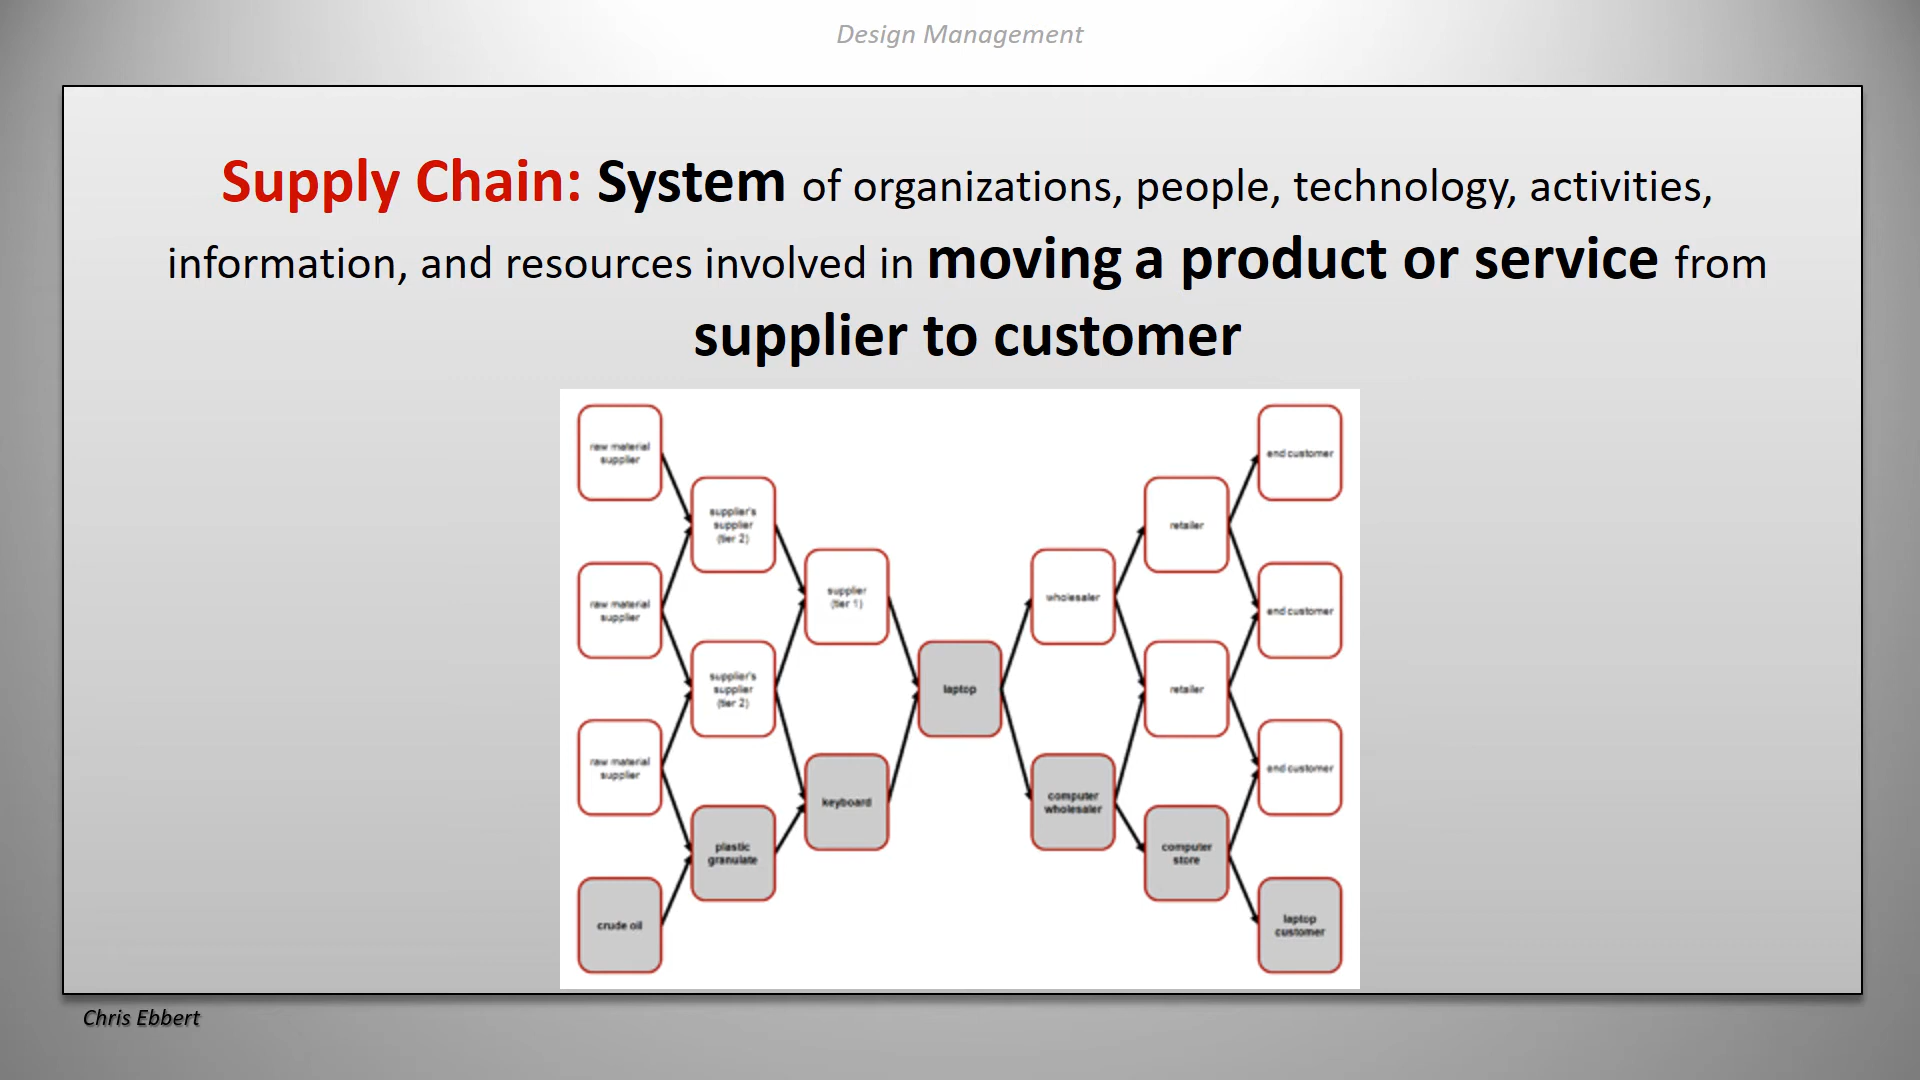 Design Management
Supply Chain: System of organizations, people, technology, activities,
information, and resources involved in moving a product or service from
supplier to customer
raw material
supplier
raw material
supplier
raw material
supplier
crude oil
supplier's
supplier
(tier 2)
supplier's
supplier
(tier 2)
plastic
granulate
supplier
(tier 1)
keyboard
laptop
wholesaler
computer
wholesaler
retailer
retailer
computer
store
end customer
end customer
end customer
laptop
customer
Chris Ebbert